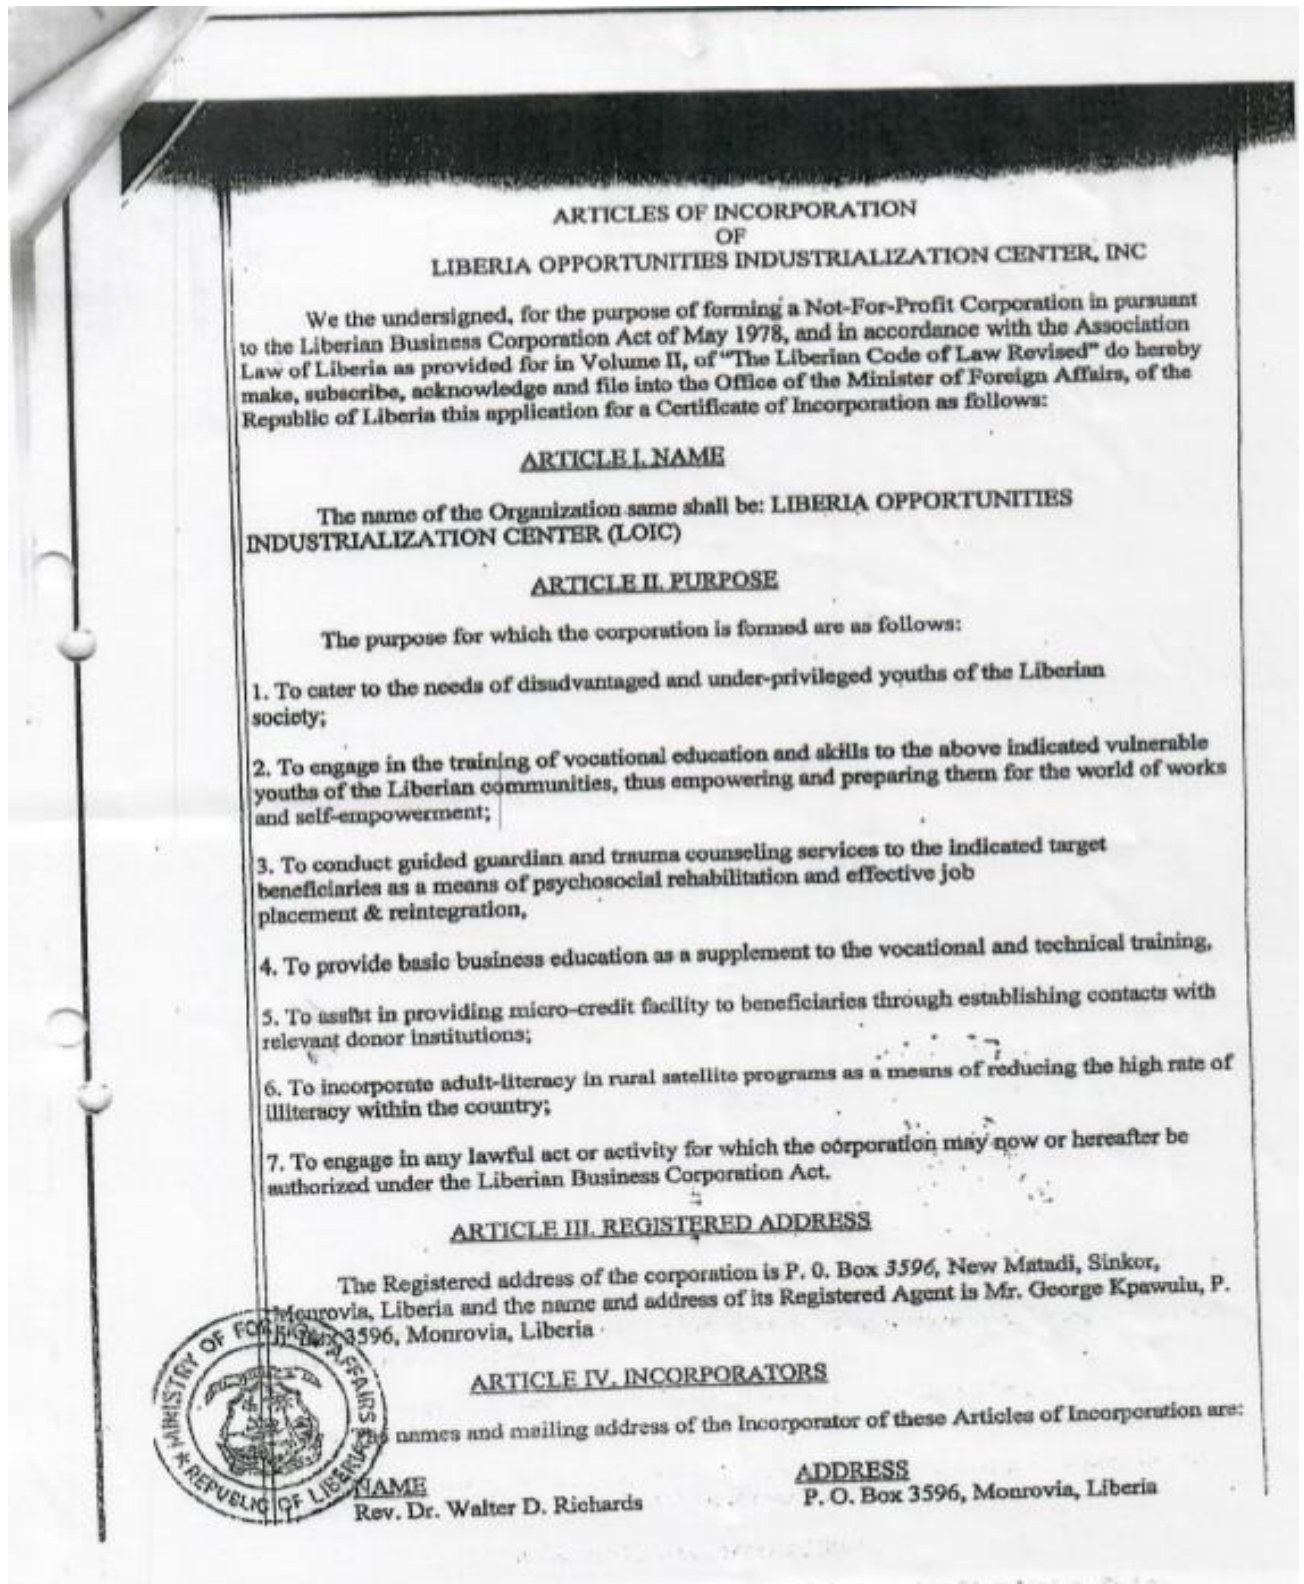 ARTICLES OF INCORPORATION
OF
LIBERIA OPPORTUNITIES INDUSTRIALIZATION CENTER, INC
We the undersigned, for the purpose of forming a Not-For-Profit Corporation in pursuant
to the Liberian Business Corporation Act of May 1978, and in accordance with the Association
Law of Liberia as provided for in Volume II, of "The Liberian Code of Law Revised" do hereby
make, subscribe, acknowledge and file into the Office of the Minister of Foreign Affairs, of the
Republic of Liberia this application for a Certificate of Incorporation as follows:
ARTICLE I. NAME
The name of the Organization same shall be: LIBERIA OPPORTUNITIES
INDUSTRIALIZATION CENTER (LOIC)
ARTICLE II. PURPOSE
The purpose for which the corporation is formed are as follows:
1. To cater to the needs of disadvantaged and under-privileged youths of the Liberian
society;
2. To engage in the training of vocational education and skills to the above indicated vulnerable
youths of the Liberian communities, thus empowering and preparing them for the world of works
and self-empowerment;
3. To conduct guided guardian and trauma counseling services to the indicated target
beneficiaries as a means of psychosocial rehabilitation and effective job
placement & reintegration,
4. To provide basic business education as a supplement to the vocational and technical training,
5. To assist in providing micro-credit facility to beneficiaries through establishing contacts with
relevant donor institutions;
6. To incorporate adult-literacy in rural satellite programs as a means of reducing the high rate of
illiteracy within the country;
7. To engage in any lawful act or activity for which the corporation may now or hereafter be
authorized under the Liberian Business Corporation Act.
ARTICLE III. REGISTERED ADDRESS
The Registered address of the corporation is P. 0. Box 3596, New Matadi, Sinkor,
Monrovia, Liberia and the name and address of its Registered Agent is Mr. George Kpawulu, P.
3596, Monrovia, Liberia
ARTICLE IV. INCORPORATORS
names and mailing address of the Incorporator of these Articles of Incorporation are:
NAME ADDRESS
Rev. Dr. Walter D. Richards P. O. Box 3596, Monrovia, Liberia
MINISTRY OF FOREIGN AFFAIRS
★ REPUBLIC OF LIBERIA